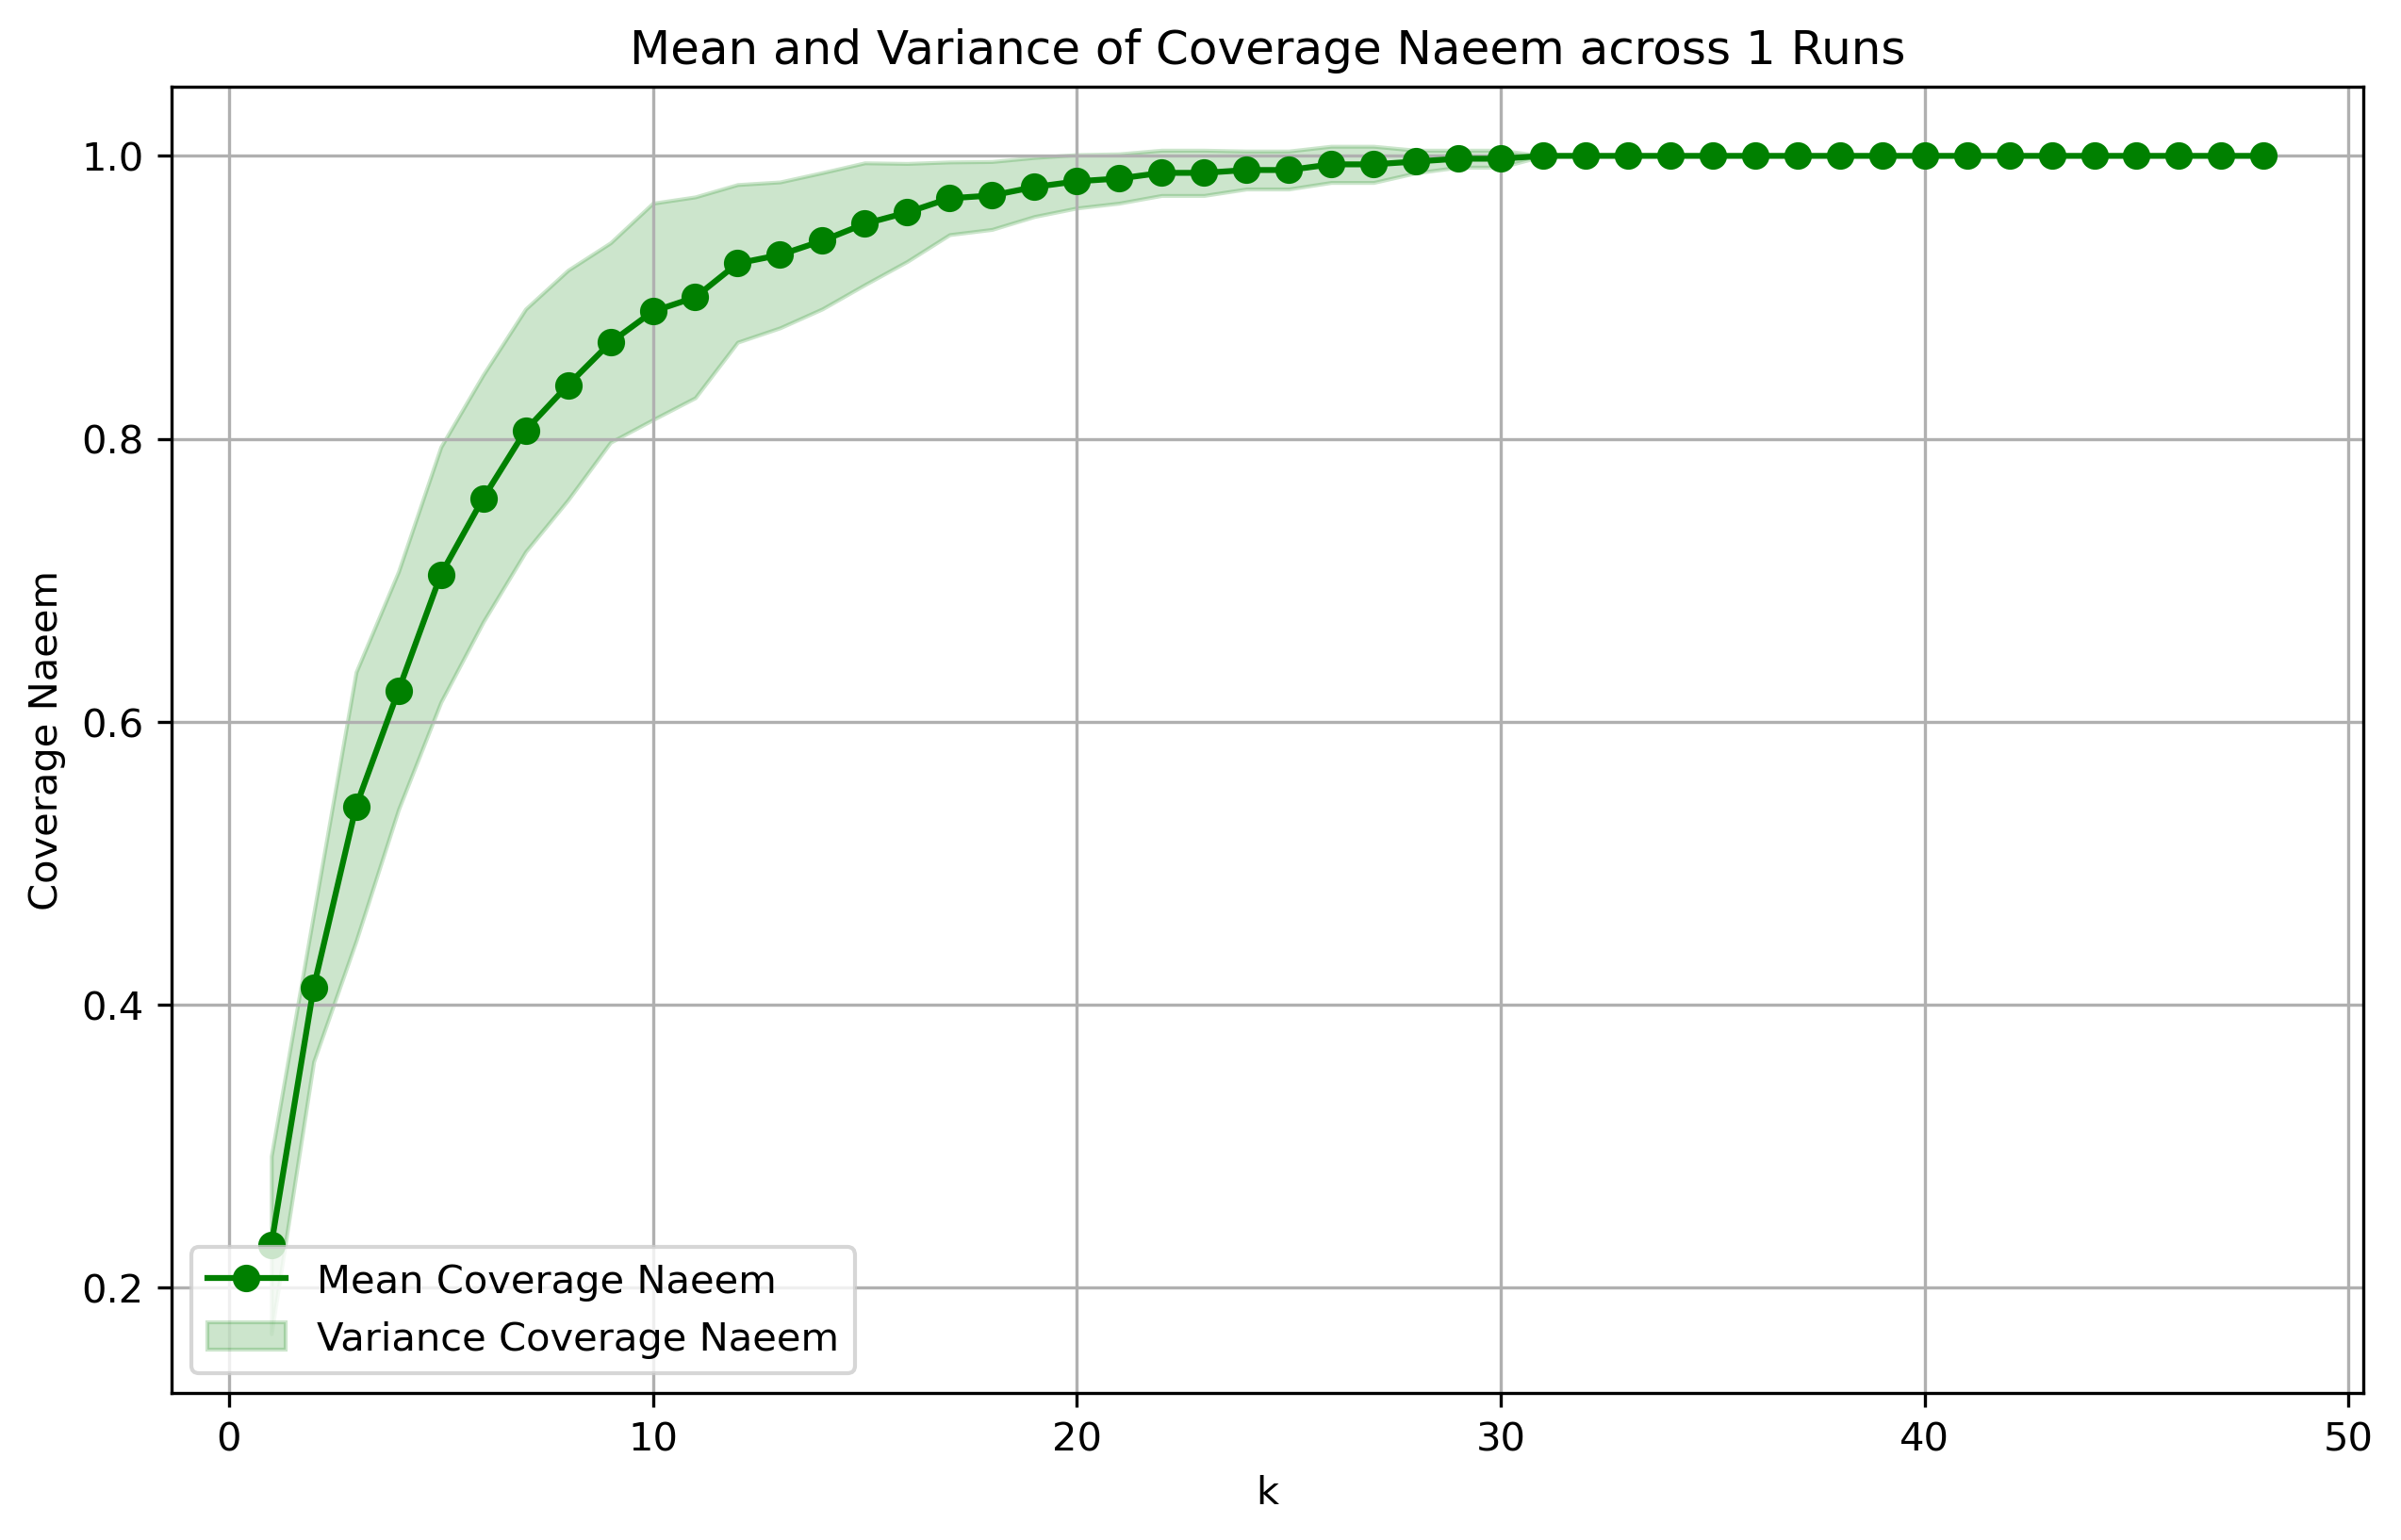 Mean and Variance of Coverage Naeem across 1 Runs
Coverage Naeem
1.0
0.8
0.6
0.4
0.2
Mean Coverage Naeem
Variance Coverage Naeem
0 10 20 30 40 50
k